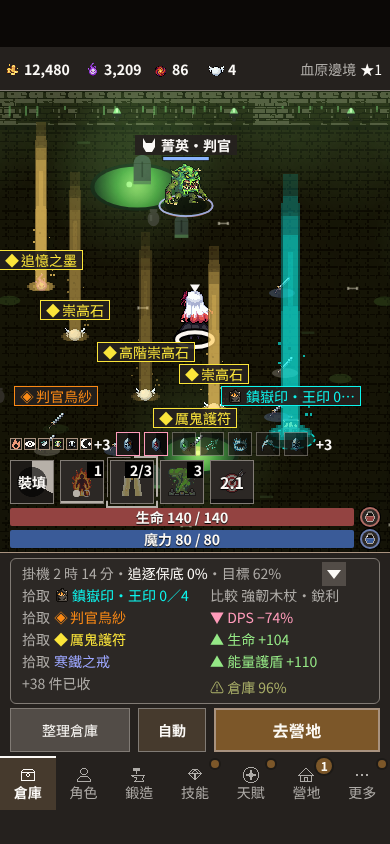 12,480 3,209 86 4 血原邊境 ★1
菁英・判官
追憶之墨
崇高石
高階崇高石
崇高石
判官烏紗
鎮嶽印・王印 0…
厲鬼護符
+3 +3
裝填 1 2/3 3
生命 140 / 140
魔力 80 / 80
掛機 2 時 14 分・追逐保底 0%・目標 62%
拾取 鎮嶽印・王印 0／4
拾取 判官烏紗
拾取 厲鬼護符
拾取 寒鐵之戒
+38 件已收
比較 強韌木杖・銳利
▼ DPS −74%
▲ 生命 +104
▲ 能量護盾 +110
⚠ 倉庫 96%
整理倉庫 自動 去營地
1
倉庫 角色 鍛造 技能 天賦 營地 更多